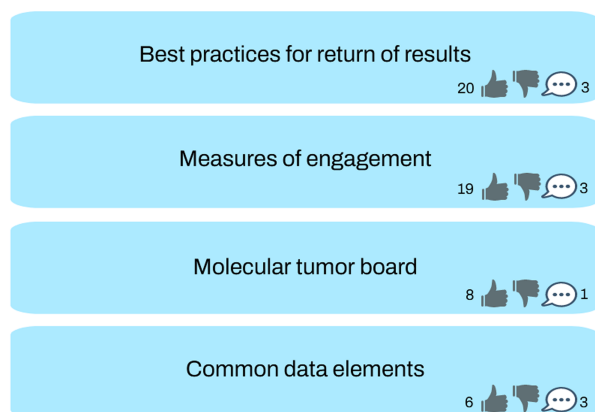 Best practices for return of results
20 3
Measures of engagement
19 3
Molecular tumor board
8 1
Common data elements
6 3